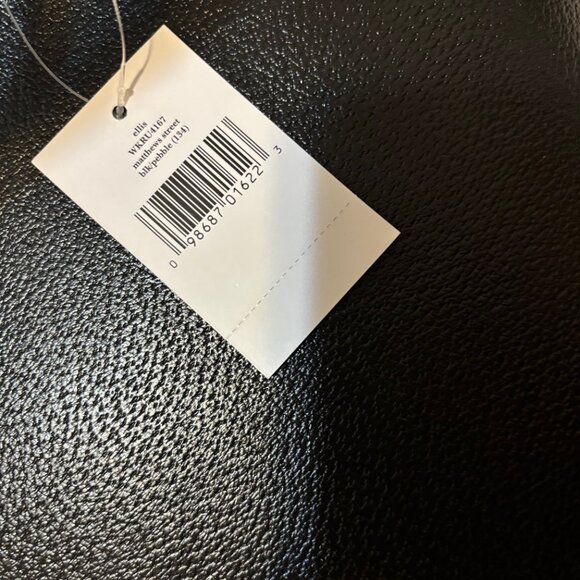 ellis
WKRU4167
matthews street
blk/pebble (134)
0 98687 01622 3